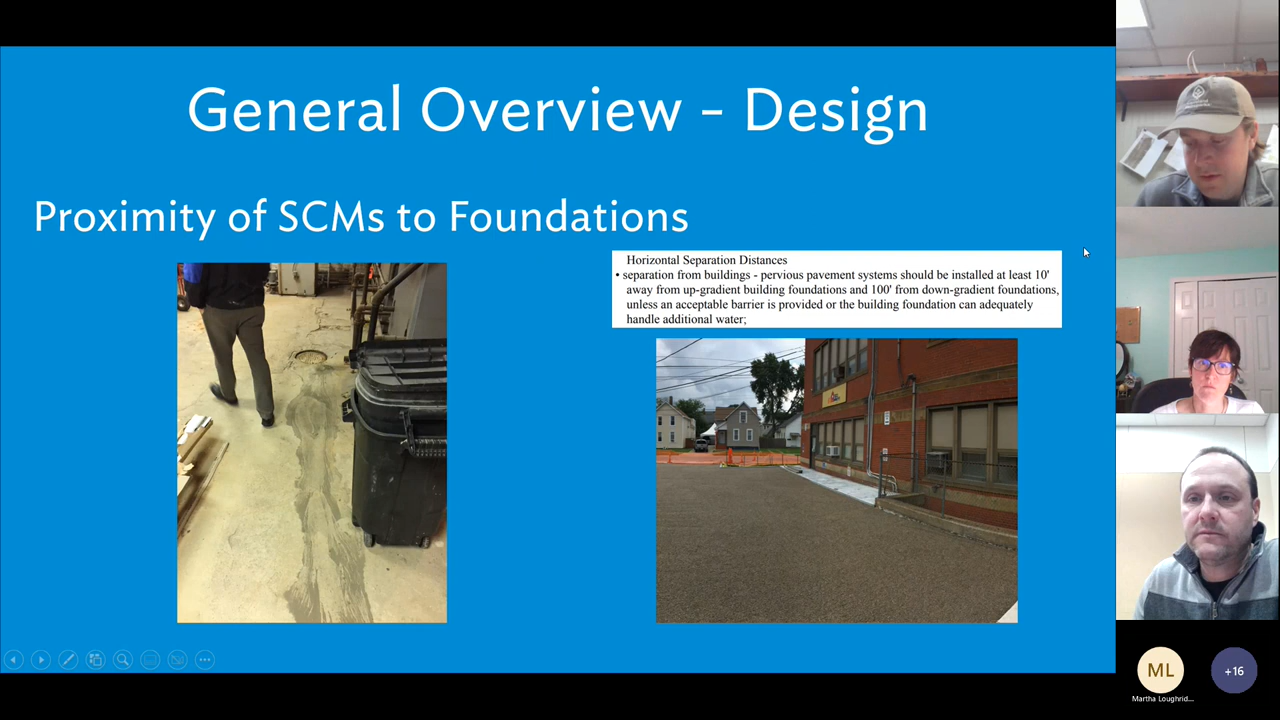 General Overview - Design
Proximity of SCMs to Foundations
Horizontal Separation Distances
• separation from buildings - pervious pavement systems should be installed at least 10'
away from up-gradient building foundations and 100' from down-gradient foundations,
unless an acceptable barrier is provided or the building foundation can adequately
handle additional water;
ML
+16
Martha Loughrid...